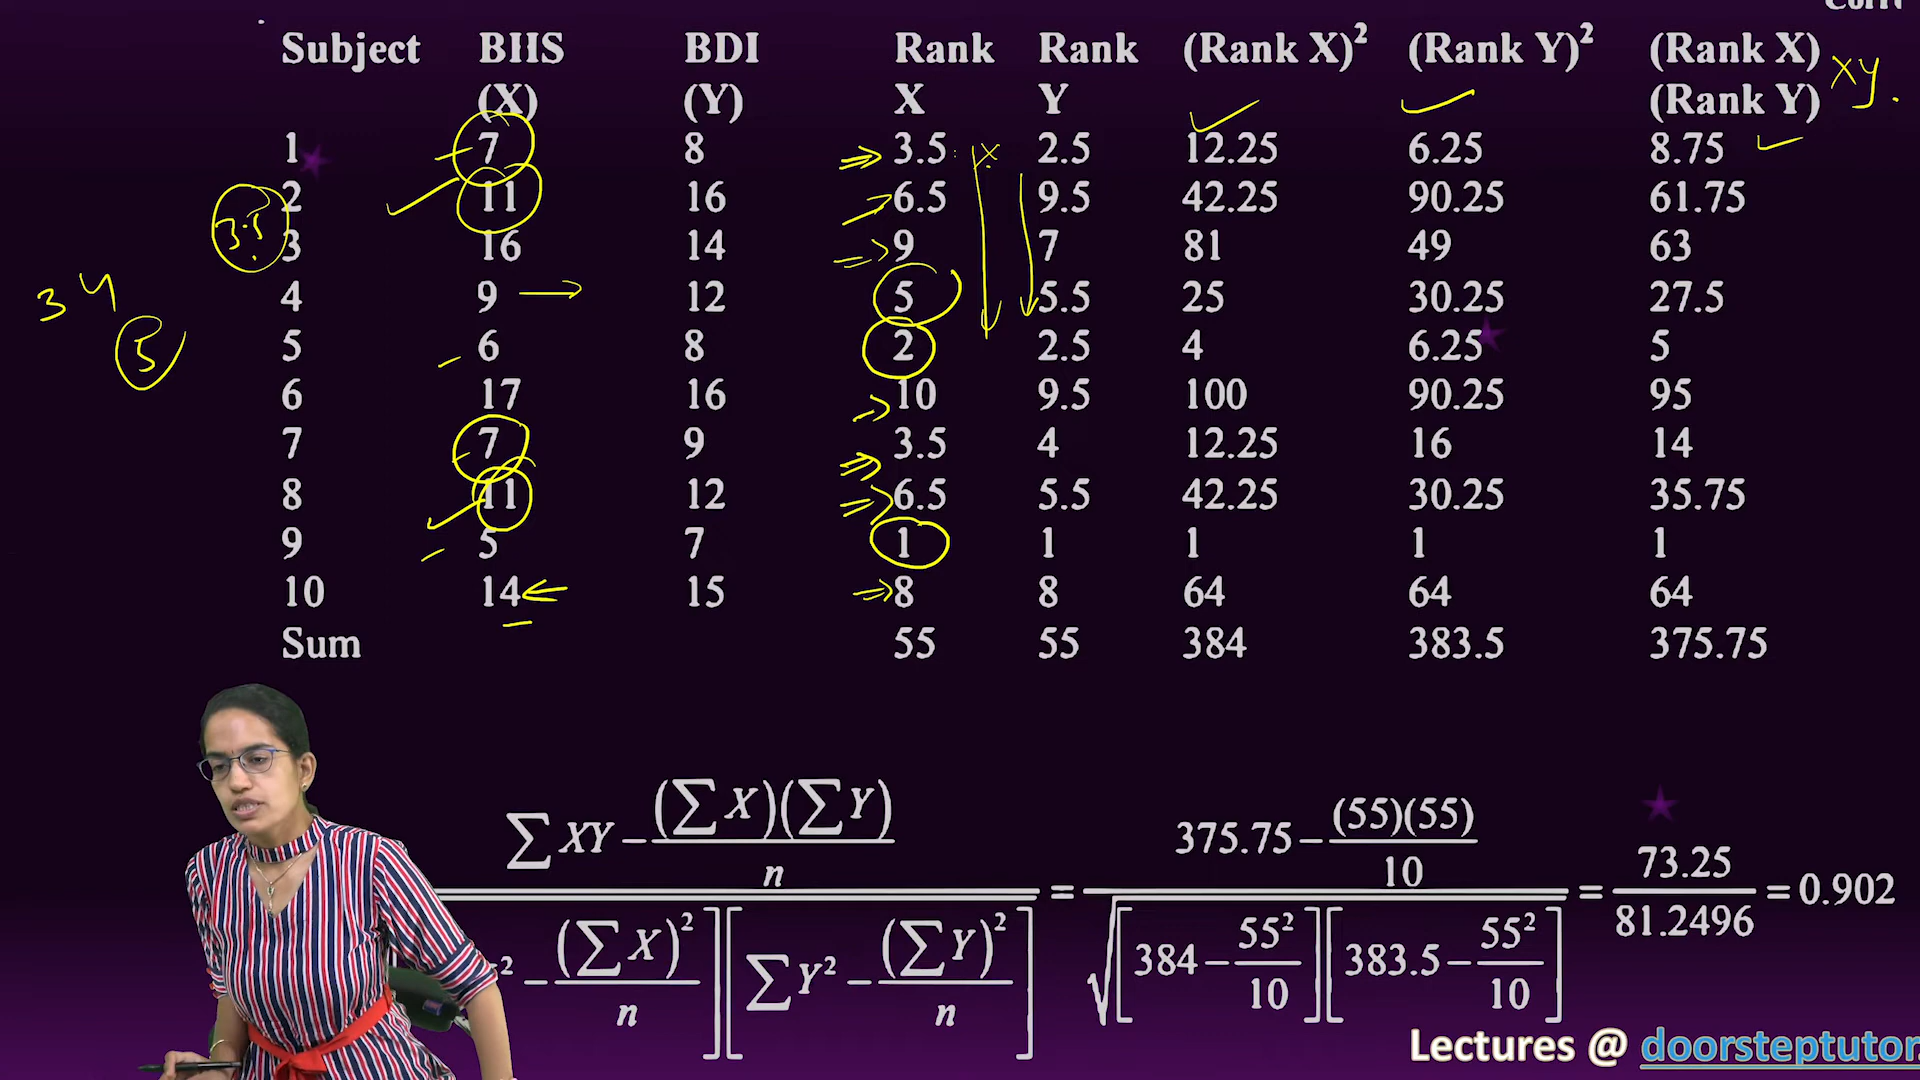 Subject BHS BDI Rank Rank (Rank X)² (Rank Y)² (Rank X)
(X) (Y) X Y (Rank Y) xy.
1 7 8 3.5 2.5 12.25 6.25 8.75
2 11 16 6.5 9.5 42.25 90.25 61.75
3.5
3 16 14 9 7 81 49 63
3 4
4 9 12 5 5.5 25 30.25 27.5
5
5 6 8 2 2.5 4 6.25 5
6 17 16 10 9.5 100 90.25 95
7 7 9 3.5 4 12.25 16 14
8 11 12 6.5 5.5 42.25 30.25 35.75
9 5 7 1 1 1 1 1
10 14 15 8 8 64 64 64
Sum 55 55 384 383.5 375.75
∑XY − (∑X)(∑Y) / n = 375.75 − (55)(55) / 10 = 73.25 / 81.2496 = 0.902
² − (∑X)² / n ] [ ∑Y² − (∑Y)² / n ] √[384 − 55² / 10] [383.5 − 55² / 10]
Lectures @ doorsteptutor